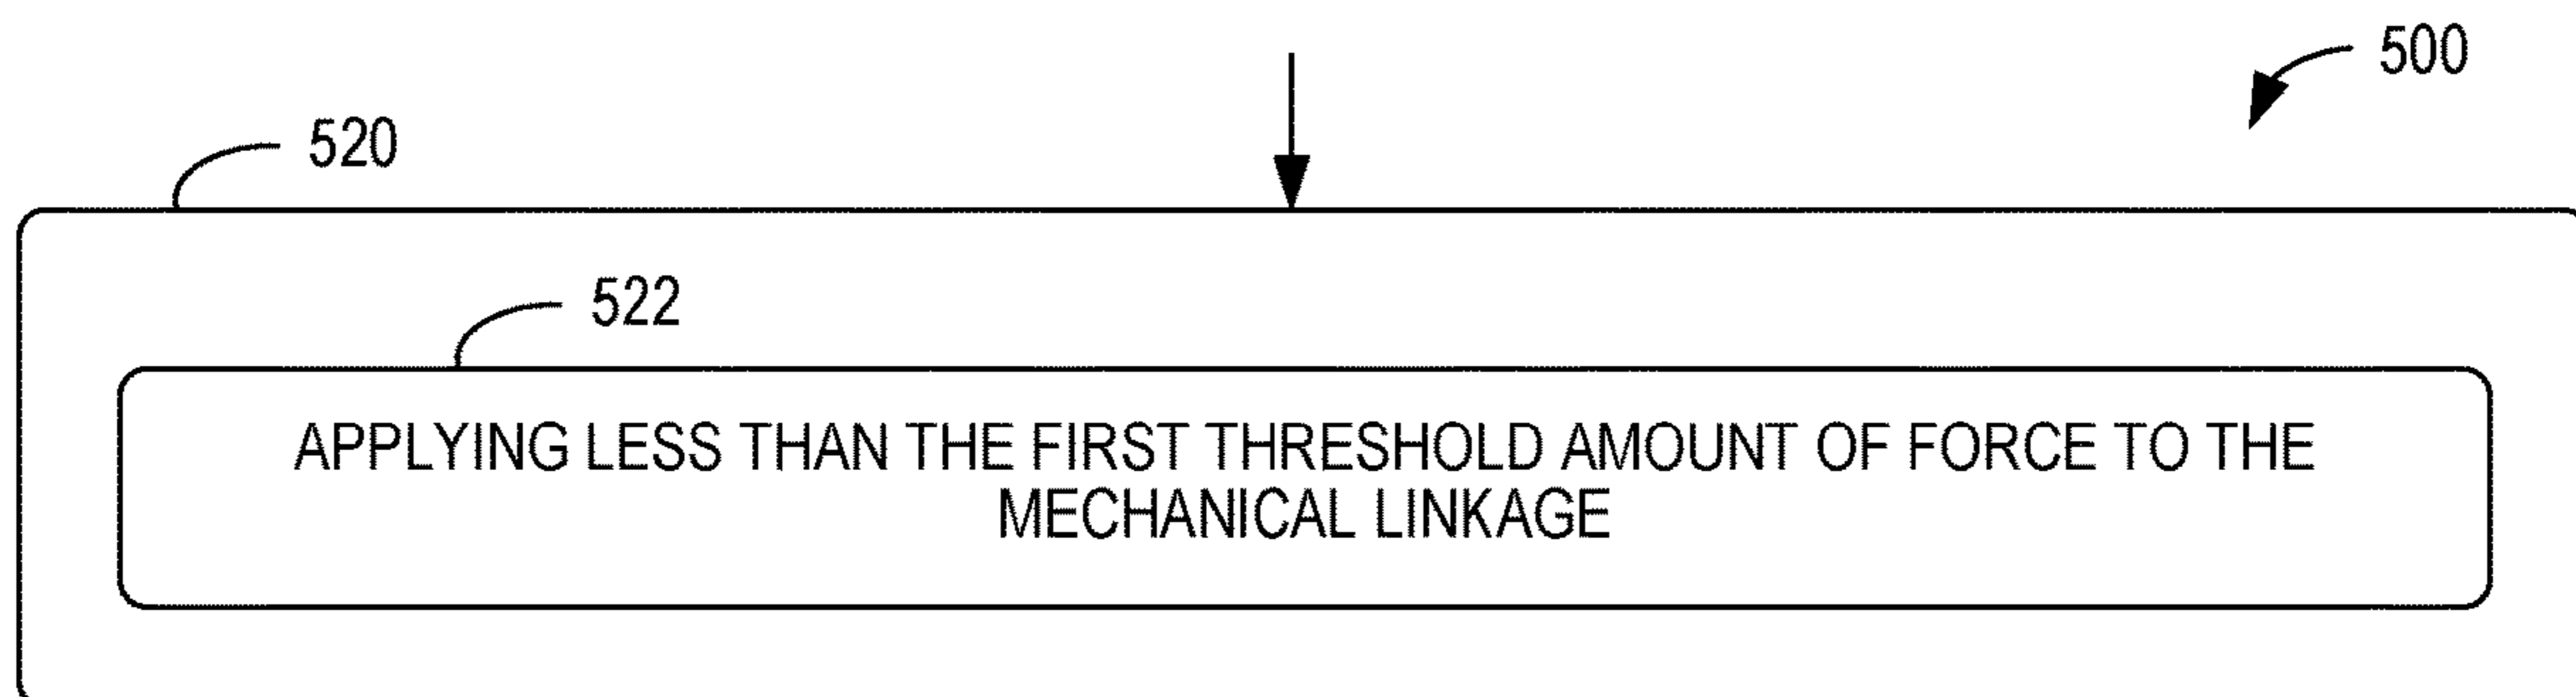 500
520
522
APPLYING LESS THAN THE FIRST THRESHOLD AMOUNT OF FORCE TO THE
MECHANICAL LINKAGE